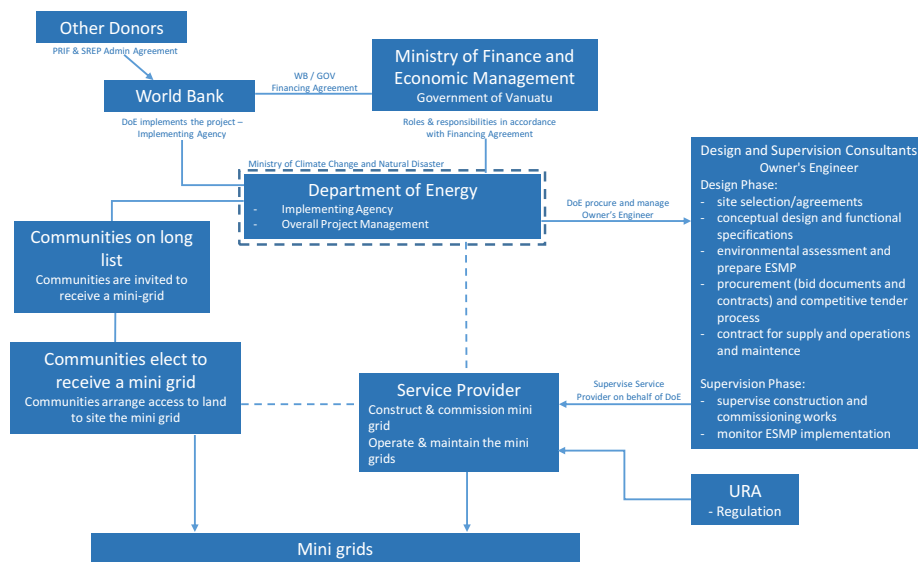 Other Donors
PRIF & SREP Admin Agreement
World Bank
WB / GOV
Financing Agreement
Ministry of Finance and
Economic Management
Government of Vanuatu
DoE implements the project –
Implementing Agency
Roles & responsibilities in accordance
with Financing Agreement
Ministry of Climate Change and Natural Disaster
Department of Energy
- Implementing Agency
- Overall Project Management
DoE procure and manage
Owner's Engineer
Design and Supervision Consultants
Owner's Engineer
Design Phase:
- site selection/agreements
- conceptual design and functional
specifications
- environmental assessment and
prepare ESMP
- procurement (bid documents and
contracts) and competitive tender
process
- contract for supply and operations
and maintence
Supervision Phase:
- supervise construction and
commissioning works
- monitor ESMP implementation
Communities on long
list
Communities are invited to
receive a mini-grid
Communities elect to
receive a mini grid
Communities arrange access to land
to site the mini grid
Service Provider
Construct & commission mini
grid
Operate & maintain the mini
grids
Supervise Service
Provider on behalf of DoE
URA
- Regulation
Mini grids